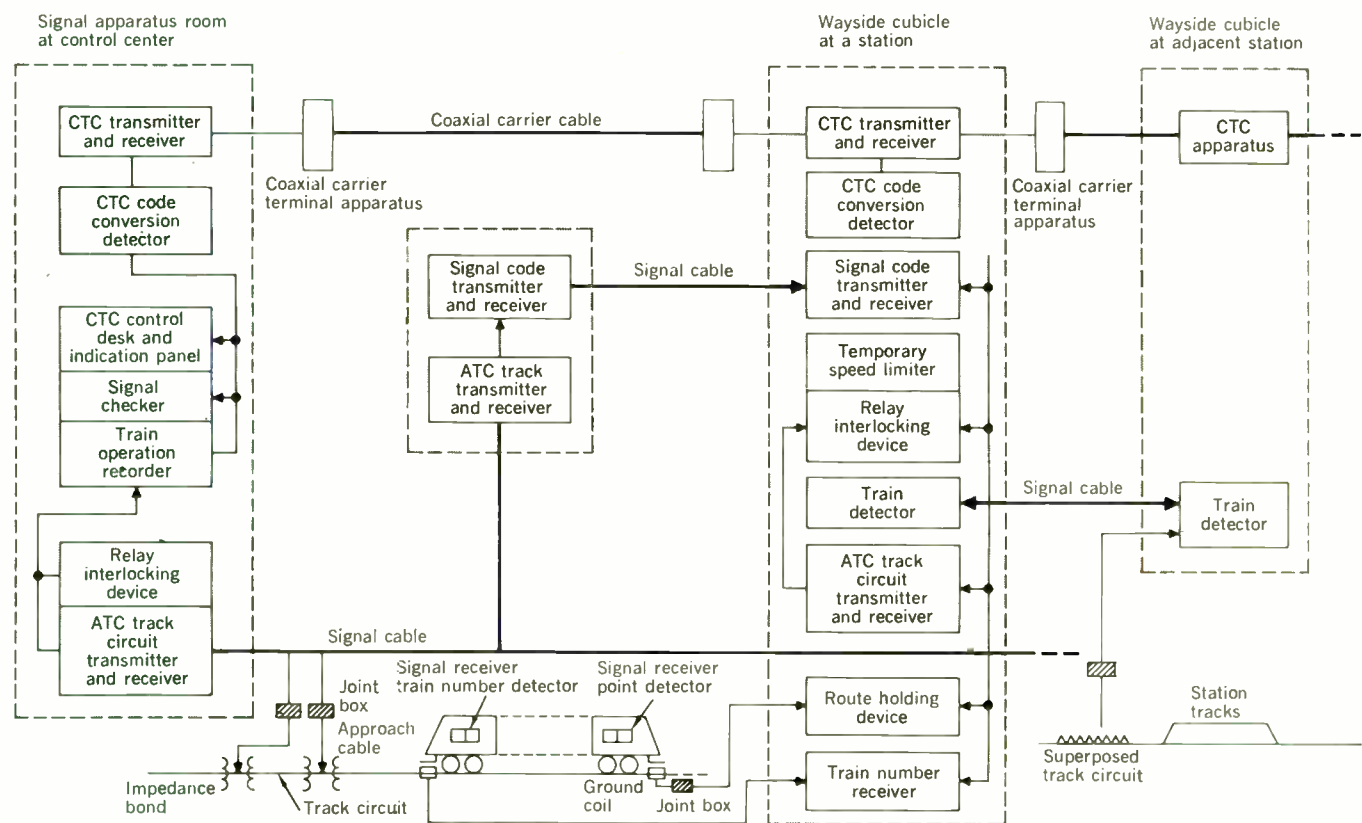 Signal apparatus room
at control center
Wayside cubicle
at a station
Wayside cubicle
at adjacent station
CTC transmitter
and receiver
Coaxial carrier cable
CTC transmitter
and receiver
CTC
apparatus
Coaxial carrier
terminal apparatus
Coaxial carrier
terminal
apparatus
CTC code
conversion
detector
CTC code
conversion
detector
Signal code
transmitter
and receiver
Signal cable
Signal code
transmitter
and receiver
CTC control
desk and
indication panel
Signal
checker
Train
operation
recorder
ATC track
transmitter
and receiver
Temporary
speed limiter
Relay
interlocking
device
Train
detector
Signal cable
Train
detector
Relay
interlocking
device
ATC track
circuit
transmitter
and receiver
ATC track
circuit
transmitter
and receiver
Signal cable
Signal receiver
train number detector
Signal receiver
point detector
Joint
box
Approach
cable
Route holding
device
Station
tracks
Superposed
track circuit
Impedance
bond
Track circuit
Ground
coil
Joint box
Train number
receiver